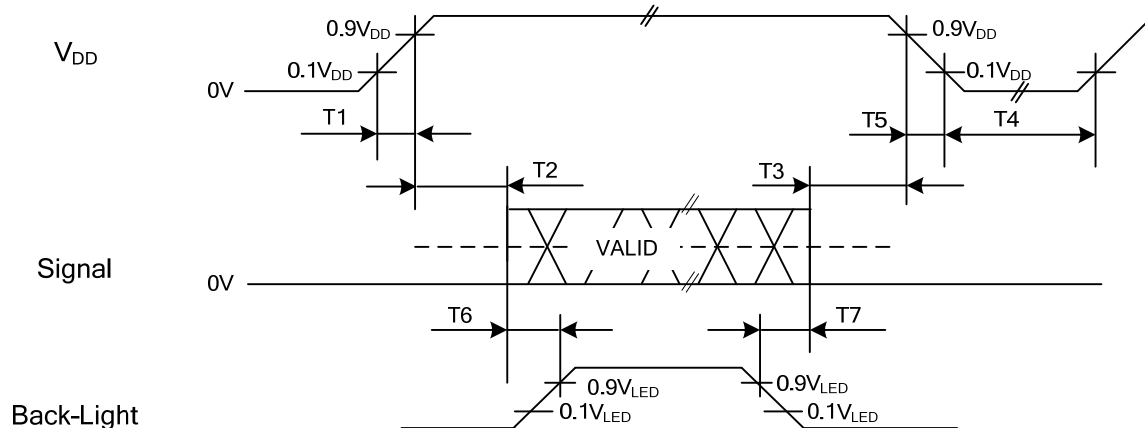 0.9VDD
0.9VDD
VDD
0.1VDD
0.1VDD
0V
T1
T5
T4
T2
T3
VALID
Signal
0V
T6
T7
0.9VLED
0.9VLED
Back-Light
0.1VLED
0.1VLED